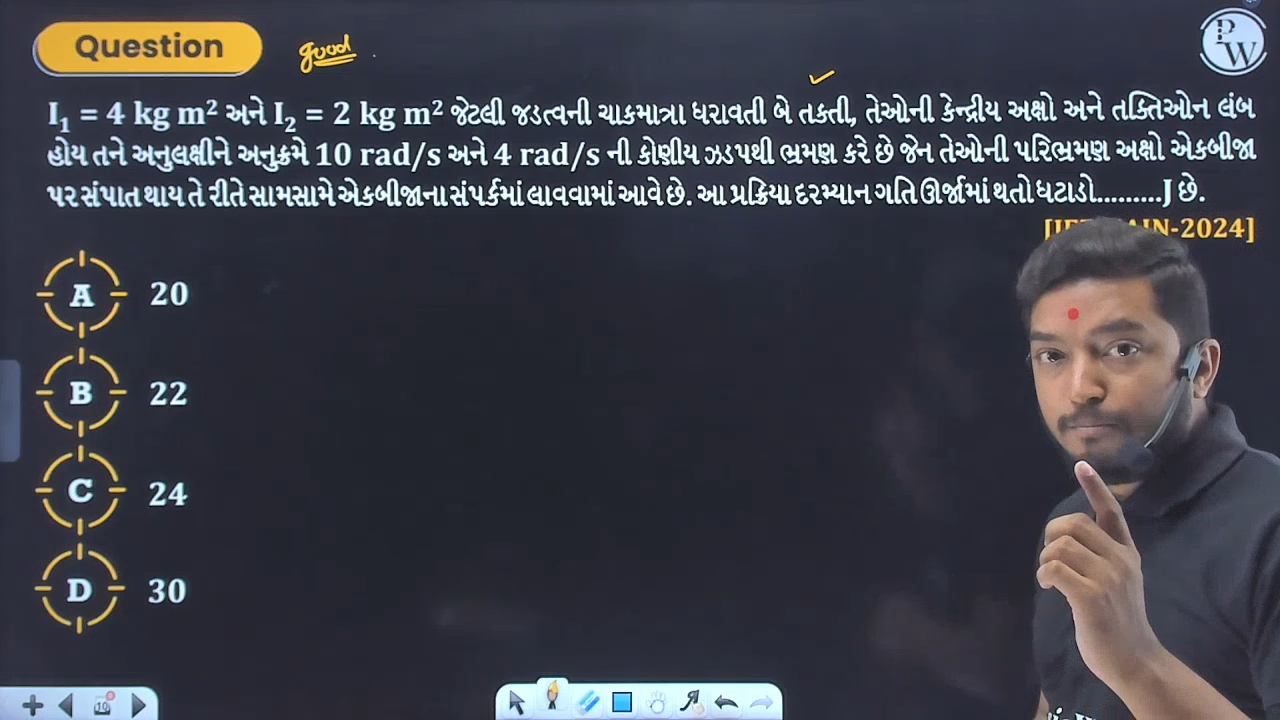 Question
good
PW
I₁ = 4 kg m² અને I₂ = 2 kg m² જેટલી જડત્વની ચાકમાત્રા ધરાવતી બે તકતી, તેઓની કેન્દ્રીય અક્ષો અને તક્તિઓન લંબ
હોય તને અનુલક્ષીને અનુક્રમે 10 rad/s અને 4 rad/s ની કોણીય ઝડપથી ભ્રમણ કરે છે જેન તેઓની પરિભ્રમણ અક્ષો એકબીજા
પર સંપાત થાય તે રીતે સામસામે એકબીજાના સંપર્કમાં લાવવામાં આવે છે. આ પ્રક્રિયા દરમ્યાન ગતિ ઊર્જામાં થતો ઘટાડો.........J છે.
-2024]
A 20
B 22
C 24
D 30
10